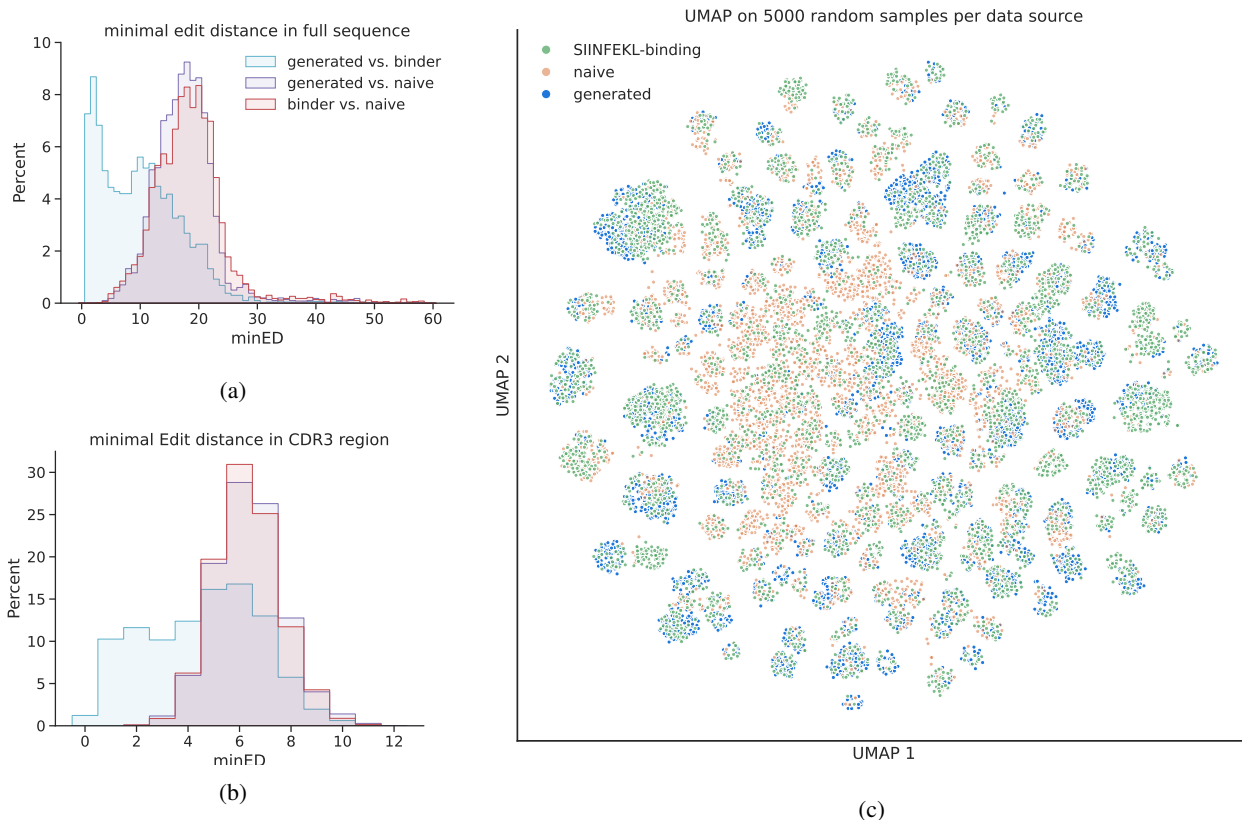 minimal edit distance in full sequence
10
8
6
4
2
0
Percent
generated vs. binder
generated vs. naive
binder vs. naive
0 10 20 30 40 50 60
minED
(a)
minimal Edit distance in CDR3 region
30
25
20
15
10
5
0
Percent
0 2 4 6 8 10 12
minED
(b)
UMAP on 5000 random samples per data source
SIINFEKL-binding
naive
generated
UMAP 2
UMAP 1
(c)